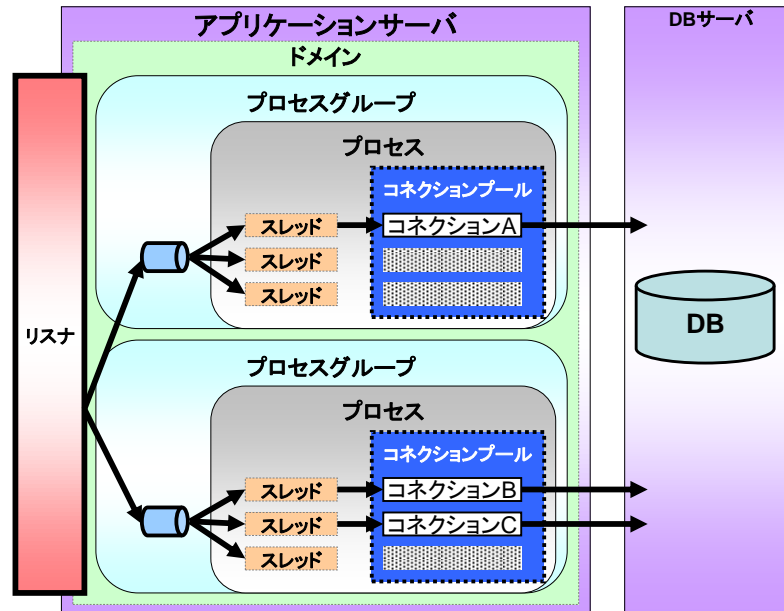 アプリケーションサーバ
DBサーバ
ドメイン
プロセスグループ
プロセス
コネクションプール
スレッド
コネクションA
スレッド
スレッド
リスナ
DB
プロセスグループ
プロセス
コネクションプール
スレッド
コネクションB
スレッド
コネクションC
スレッド